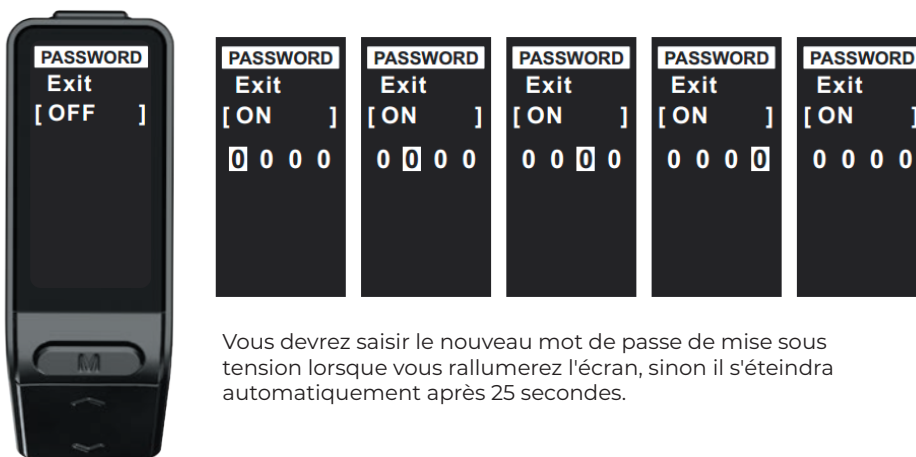 PASSWORD
Exit
[ OFF ]
PASSWORD
Exit
[ ON ]
0 0 0 0
PASSWORD
Exit
[ ON ]
0 0 0 0
PASSWORD
Exit
[ ON ]
0 0 0 0
PASSWORD
Exit
[ ON ]
0 0 0 0
PASSWORD
Exit
[ ON ]
0 0 0 0
M
Vous devrez saisir le nouveau mot de passe de mise sous
tension lorsque vous rallumerez l'écran, sinon il s'éteindra
automatiquement après 25 secondes.